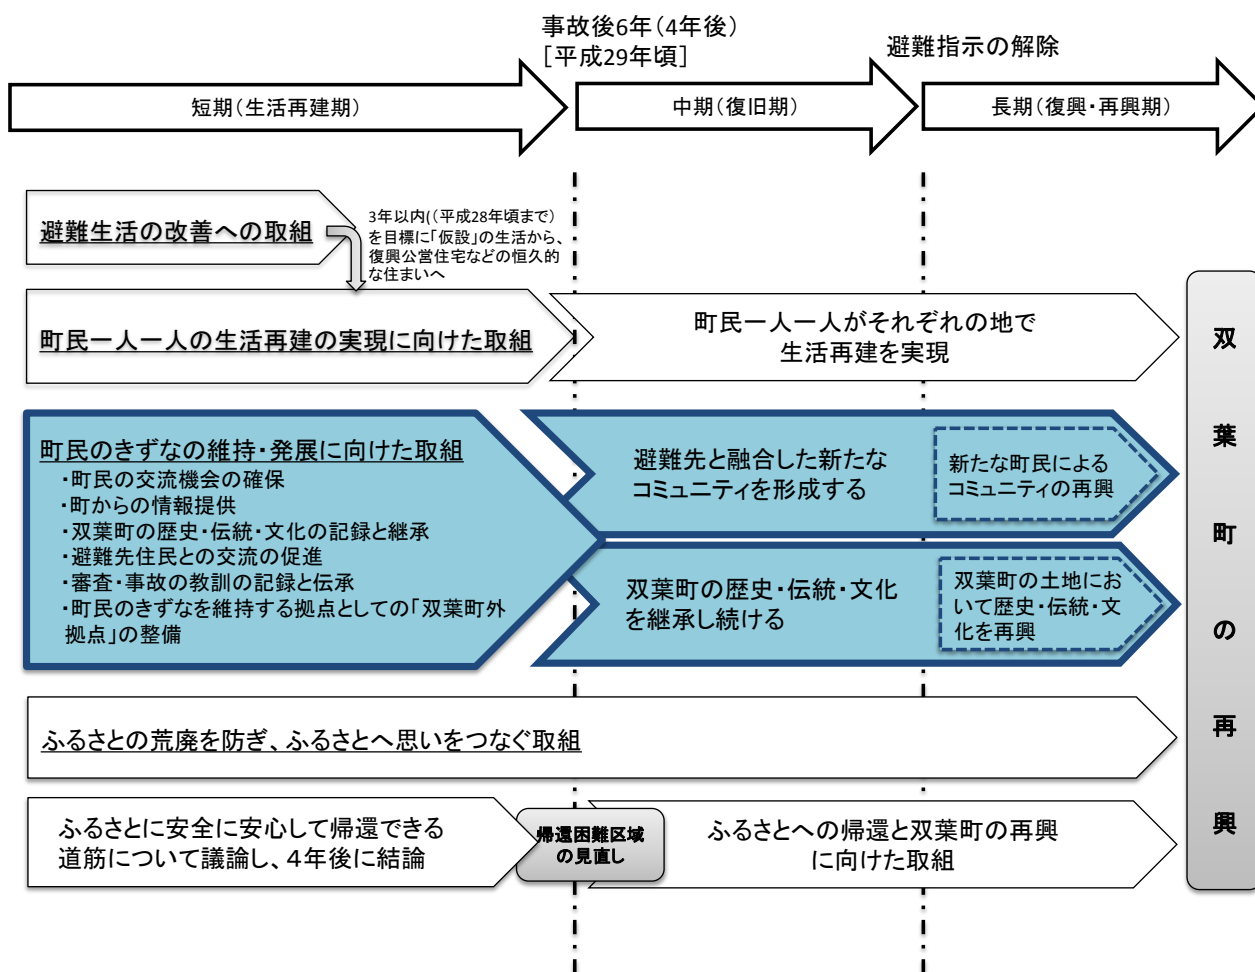 事故後6年(4年後)
[平成29年頃]
避難指示の解除
短期(生活再建期)
中期(復旧期)
長期(復興・再興期)
避難生活の改善への取組
3年以内((平成28年頃まで)
を目標に「仮設」の生活から、
復興公営住宅などの恒久的
な住まいへ
町民一人一人の生活再建の実現に向けた取組
町民一人一人がそれぞれの地で
生活再建を実現
町民のきずなの維持・発展に向けた取組
・町民の交流機会の確保
・町からの情報提供
・双葉町の歴史・伝統・文化の記録と継承
・避難先住民との交流の促進
・審査・事故の教訓の記録と伝承
・町民のきずなを維持する拠点としての「双葉町外
拠点」の整備
避難先と融合した新たな
コミュニティを形成する
新たな町民による
コミュニティの再興
双葉町の歴史・伝統・文化
を継承し続ける
双葉町の土地にお
いて歴史・伝統・文
化を再興
ふるさとの荒廃を防ぎ、ふるさとへ思いをつなぐ取組
ふるさとに安全に安心して帰還できる
道筋について議論し、4年後に結論
帰還困難区域
の見直し
ふるさとへの帰還と双葉町の再興
に向けた取組
双葉町の再興